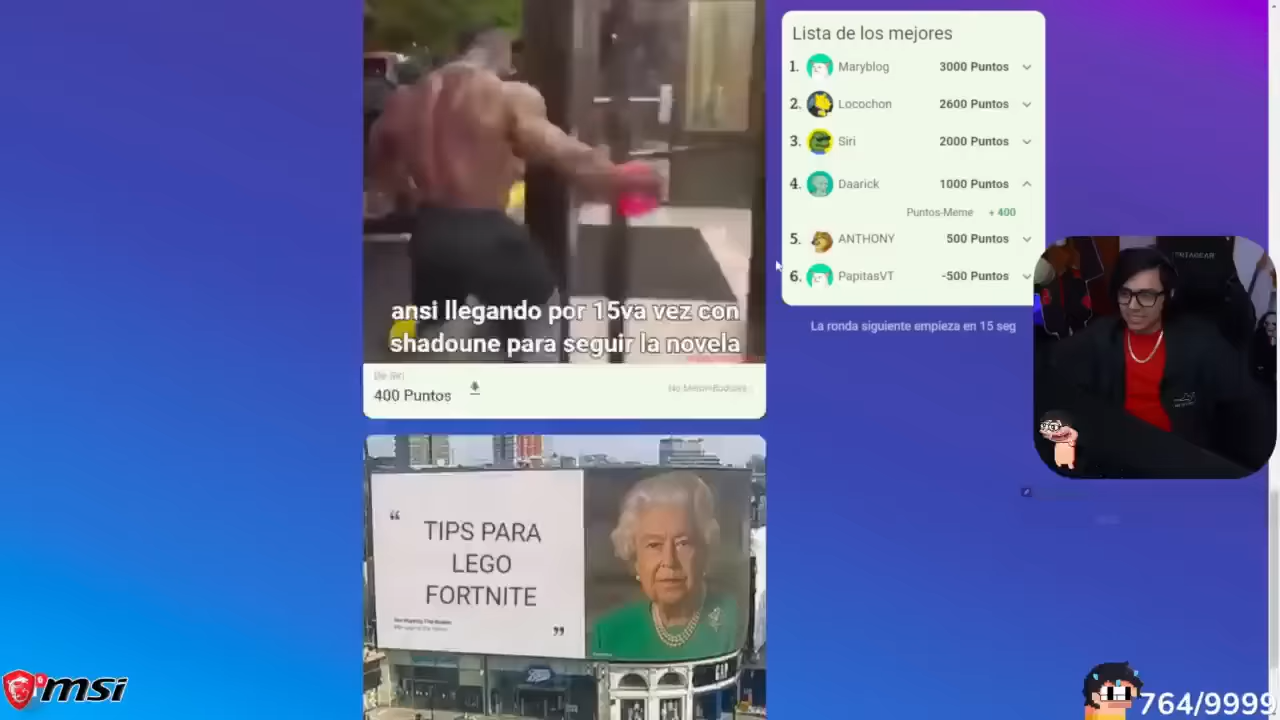 ansi llegando por 15va vez con
shadoune para seguir la novela
De Siri
400 Puntos
“
TIPS PARA
LEGO
FORTNITE
”
Lista de los mejores
1. Maryblog 3000 Puntos
2. Locochon 2600 Puntos
3. Siri 2000 Puntos
4. Daarick 1000 Puntos
Puntos-Meme + 400
5. ANTHONY 500 Puntos
6. PapitasVT -500 Puntos
La ronda siguiente empieza en 15 seg
msi
764/9999